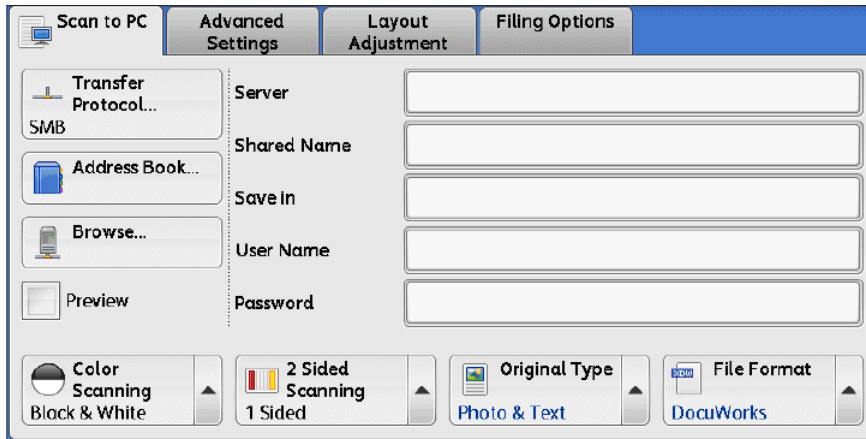 Scan to PC
Advanced
Settings
Layout
Adjustment
Filing Options
Transfer
Protocol...
SMB
Address Book...
Browse...
Preview
Server
Shared Name
Save in
User Name
Password
Color
Scanning
Black & White
2 Sided
Scanning
1 Sided
Original Type
Photo & Text
XDW
File Format
DocuWorks